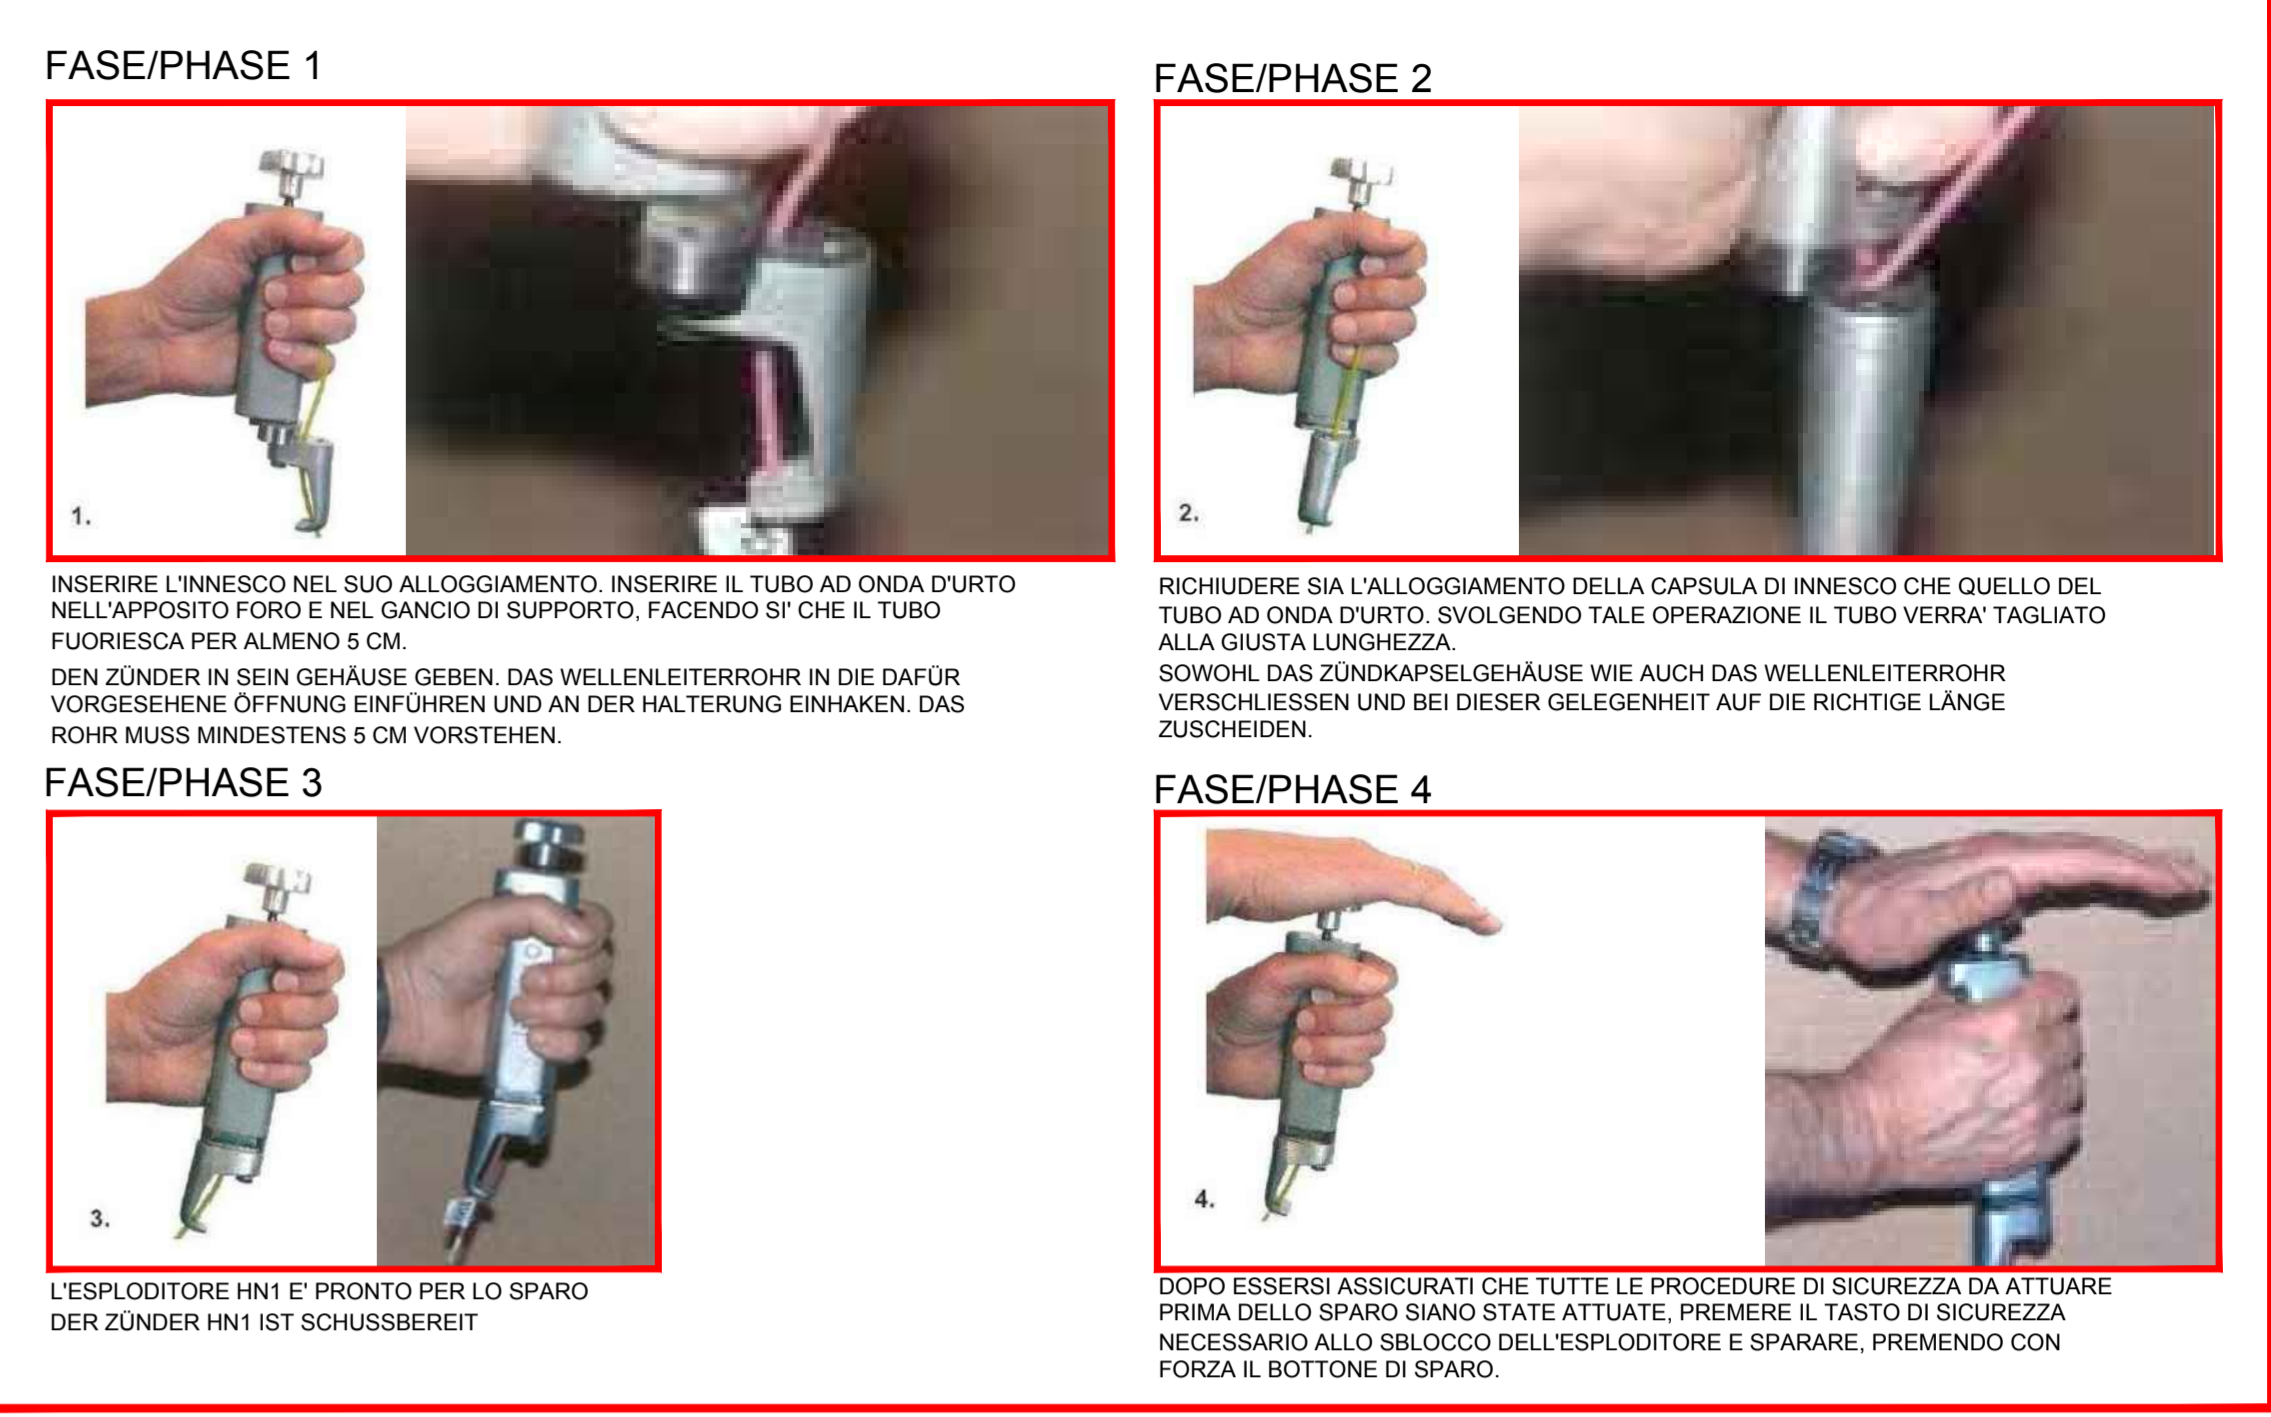 FASE/PHASE 1
1.
INSERIRE L'INNESCO NEL SUO ALLOGGIAMENTO. INSERIRE IL TUBO AD ONDA D'URTO
NELL'APPOSITO FORO E NEL GANCIO DI SUPPORTO, FACENDO SI' CHE IL TUBO
FUORIESCA PER ALMENO 5 CM.
DEN ZÜNDER IN SEIN GEHÄUSE GEBEN. DAS WELLENLEITERROHR IN DIE DAFÜR
VORGESEHENE ÖFFNUNG EINFÜHREN UND AN DER HALTERUNG EINHAKEN. DAS
ROHR MUSS MINDESTENS 5 CM VORSTEHEN.
FASE/PHASE 2
2.
RICHIUDERE SIA L'ALLOGGIAMENTO DELLA CAPSULA DI INNESCO CHE QUELLO DEL
TUBO AD ONDA D'URTO. SVOLGENDO TALE OPERAZIONE IL TUBO VERRA' TAGLIATO
ALLA GIUSTA LUNGHEZZA.
SOWOHL DAS ZÜNDKAPSELGEHÄUSE WIE AUCH DAS WELLENLEITERROHR
VERSCHLIESSEN UND BEI DIESER GELEGENHEIT AUF DIE RICHTIGE LÄNGE
ZUSCHEIDEN.
FASE/PHASE 3
3.
L'ESPLODITORE HN1 E' PRONTO PER LO SPARO
DER ZÜNDER HN1 IST SCHUSSBEREIT
FASE/PHASE 4
4.
DOPO ESSERSI ASSICURATI CHE TUTTE LE PROCEDURE DI SICUREZZA DA ATTUARE
PRIMA DELLO SPARO SIANO STATE ATTUATE, PREMERE IL TASTO DI SICUREZZA
NECESSARIO ALLO SBLOCCO DELL'ESPLODITORE E SPARARE, PREMENDO CON
FORZA IL BOTTONE DI SPARO.